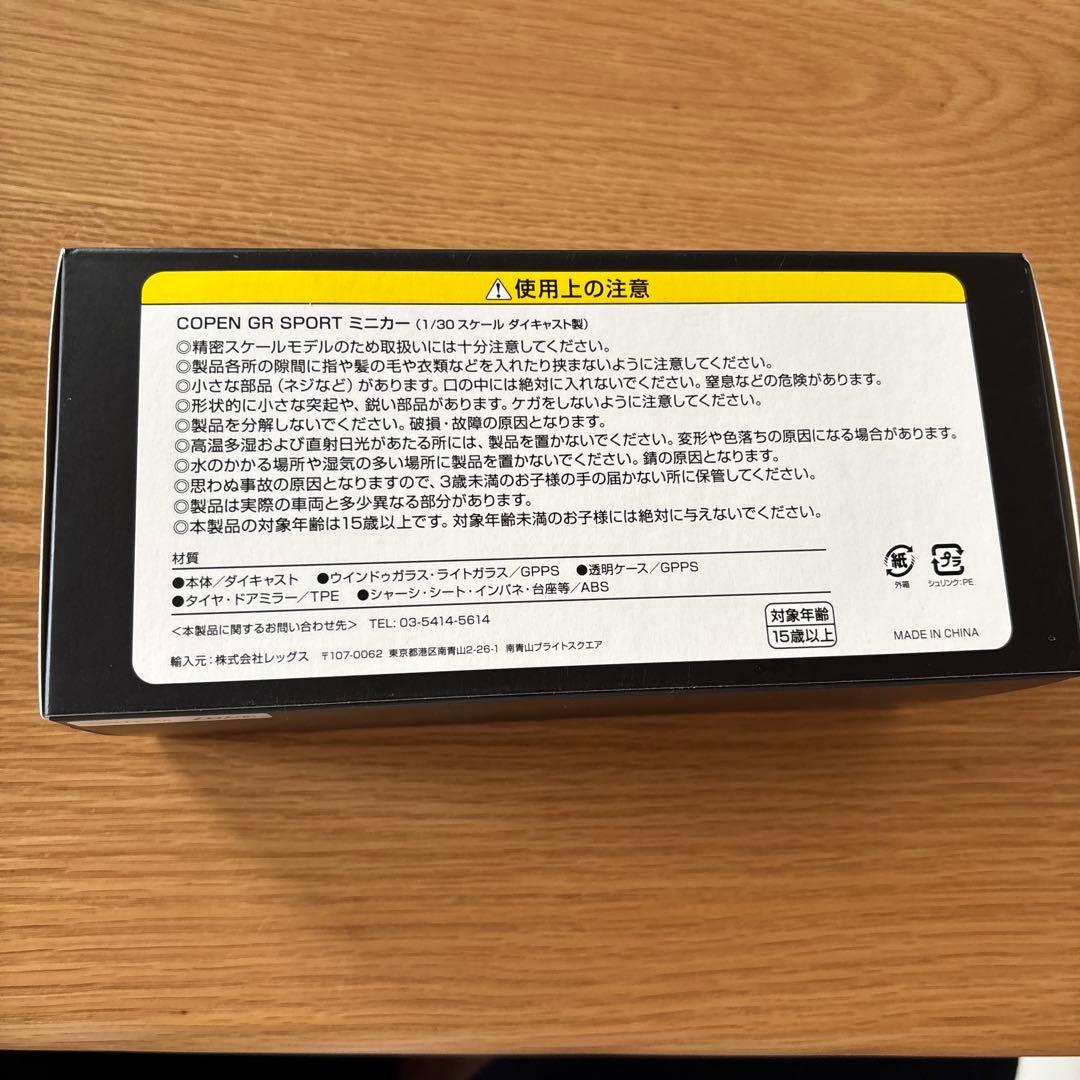 ⚠使用上の注意
COPEN GR SPORT ミニカー（1/30スケール ダイキャスト製）
◎精密スケールモデルのため取扱いには十分注意してください。
◎製品各所の隙間に指や髪の毛や衣類などを入れたり挟まないように注意してください。
◎小さな部品（ネジなど）があります。口の中には絶対に入れないでください。窒息などの危険があります。
◎形状的に小さな突起や、鋭い部品があります。ケガをしないように注意してください。
◎製品を分解しないでください。破損・故障の原因となります。
◎高温多湿および直射日光があたる所には、製品を置かないでください。変形や色落ちの原因になる場合があります。
◎水のかかる場所や湿気の多い場所に製品を置かないでください。錆の原因となります。
◎思わぬ事故の原因となりますので、3歳未満のお子様の手の届かない所に保管してください。
◎製品は実際の車両と多少異なる部分があります。
◎本製品の対象年齢は15歳以上です。対象年齢未満のお子様には絶対に与えないでください。
材質
●本体／ダイキャスト ●ウインドゥガラス・ライトガラス／GPPS ●透明ケース／GPPS
●タイヤ・ドアミラー／TPE ●シャーシ・シート・インパネ・台座等／ABS
＜本製品に関するお問い合わせ先＞ TEL: 03-5414-5614
輸入元：株式会社レッグス 〒107-0062 東京都港区南青山2-26-1 南青山ブライトスクエア
紙
外箱
プラ
シュリンク：PE
対象年齢
15歳以上
MADE IN CHINA